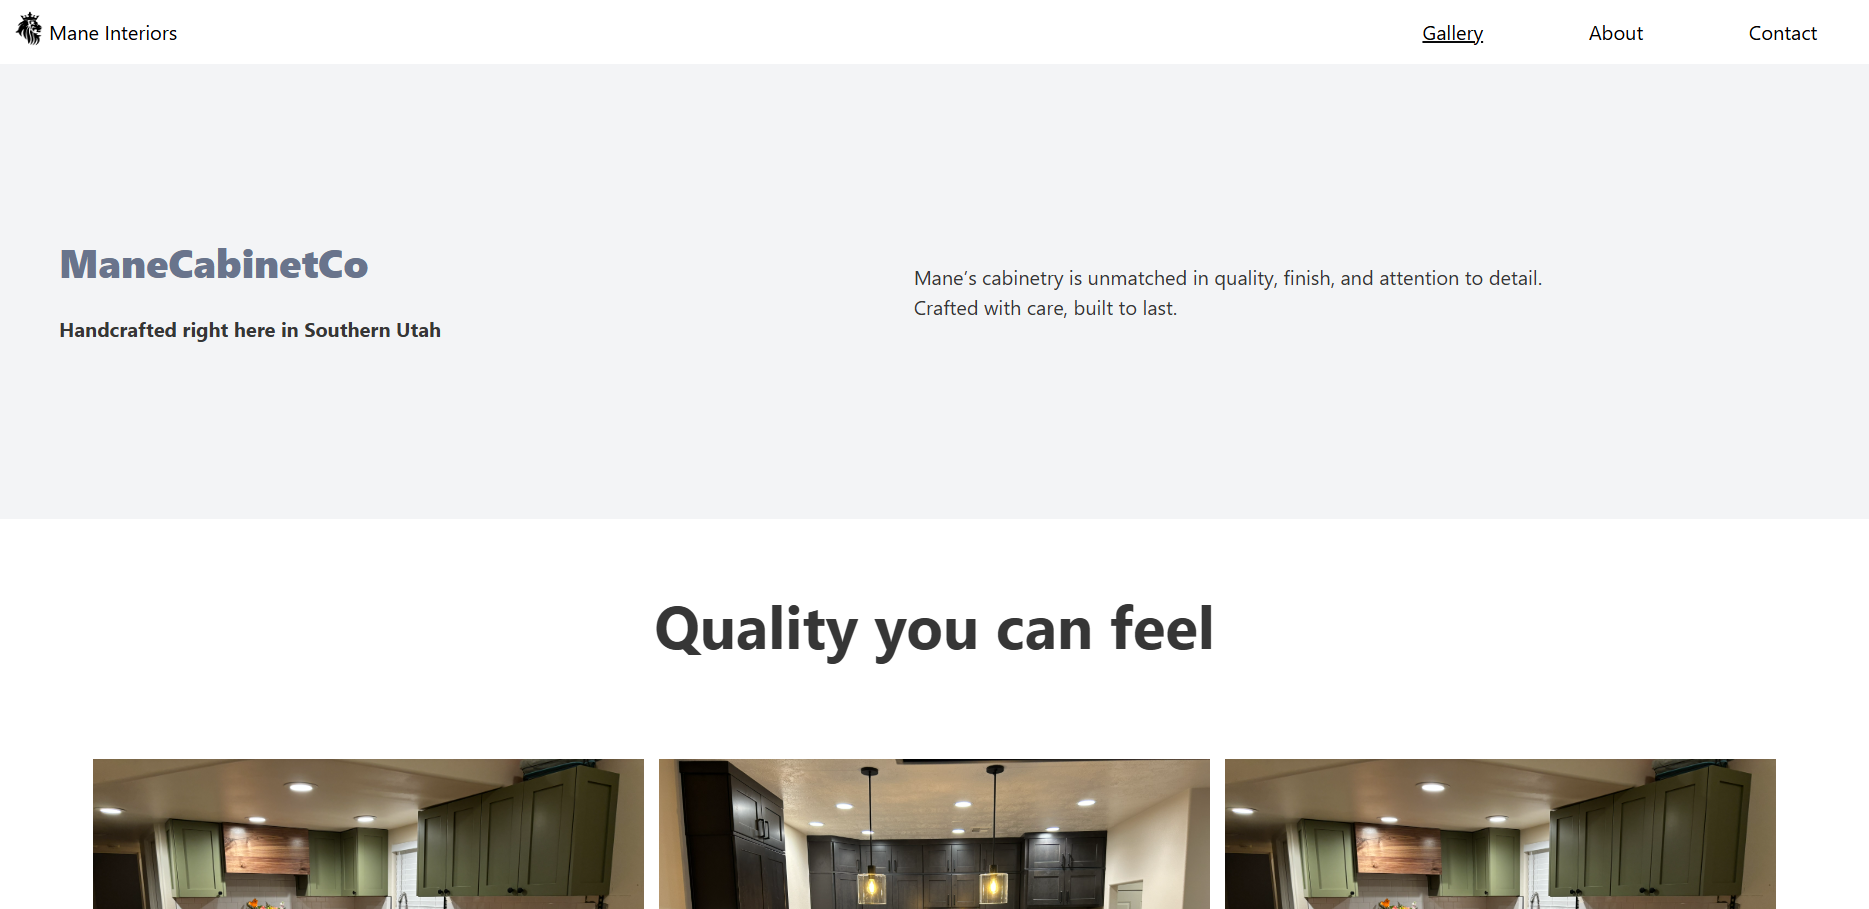 Mane Interiors
Gallery
About
Contact
ManeCabinetCo
Handcrafted right here in Southern Utah
Mane’s cabinetry is unmatched in quality, finish, and attention to detail.
Crafted with care, built to last.
Quality you can feel